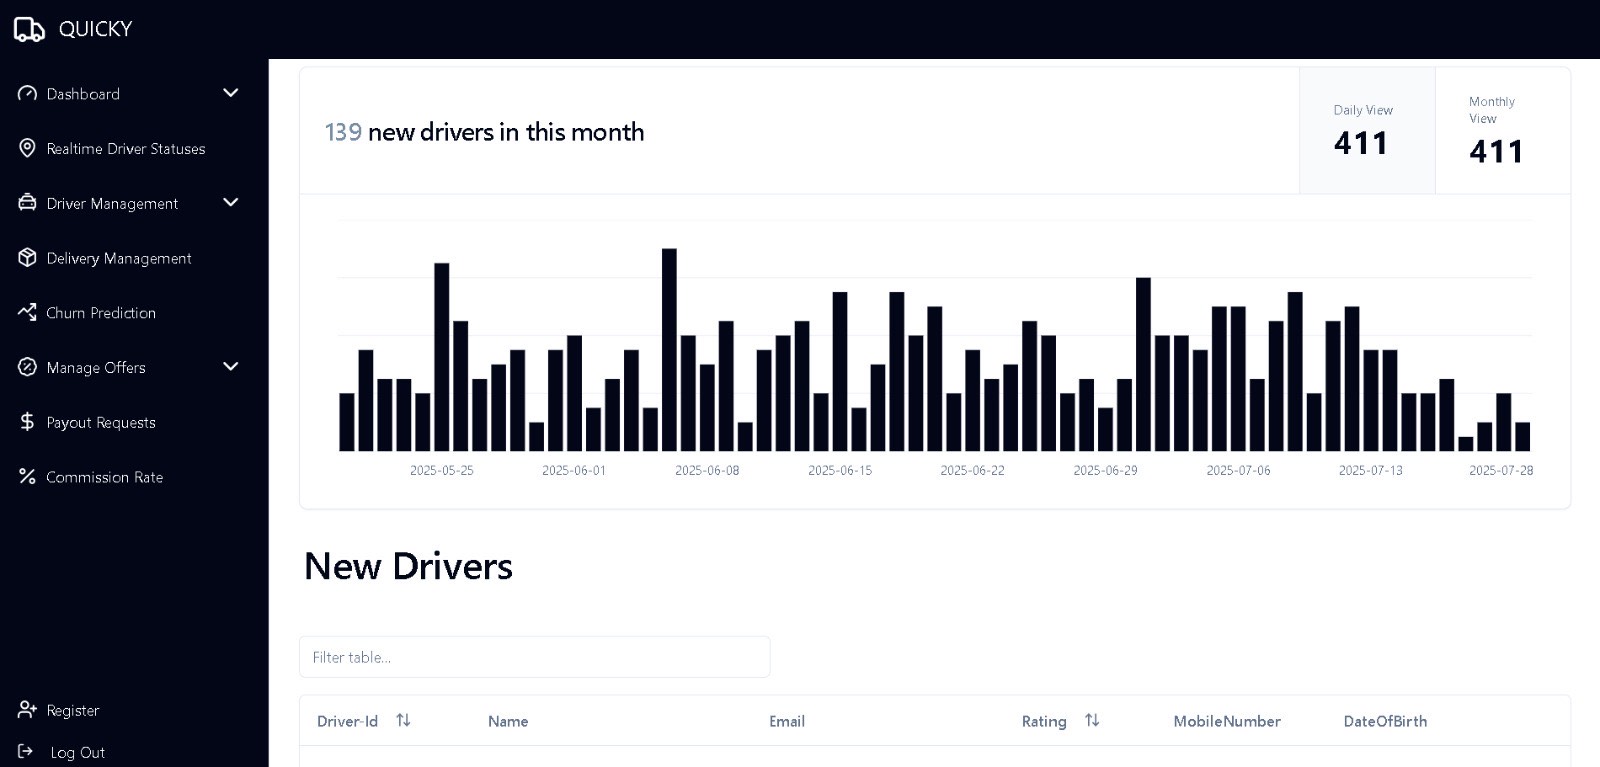 QUICKY
Dashboard
Realtime Driver Statuses
Driver Management
Delivery Management
Churn Prediction
Manage Offers
Payout Requests
Commission Rate
Register
Log Out
139 new drivers in this month
Daily View
411
Monthly
View
411
2025-05-25 2025-06-01 2025-06-08 2025-06-15 2025-06-22 2025-06-29 2025-07-06 2025-07-13 2025-07-28
New Drivers
Filter table...
Driver-Id Name Email Rating MobileNumber DateOfBirth